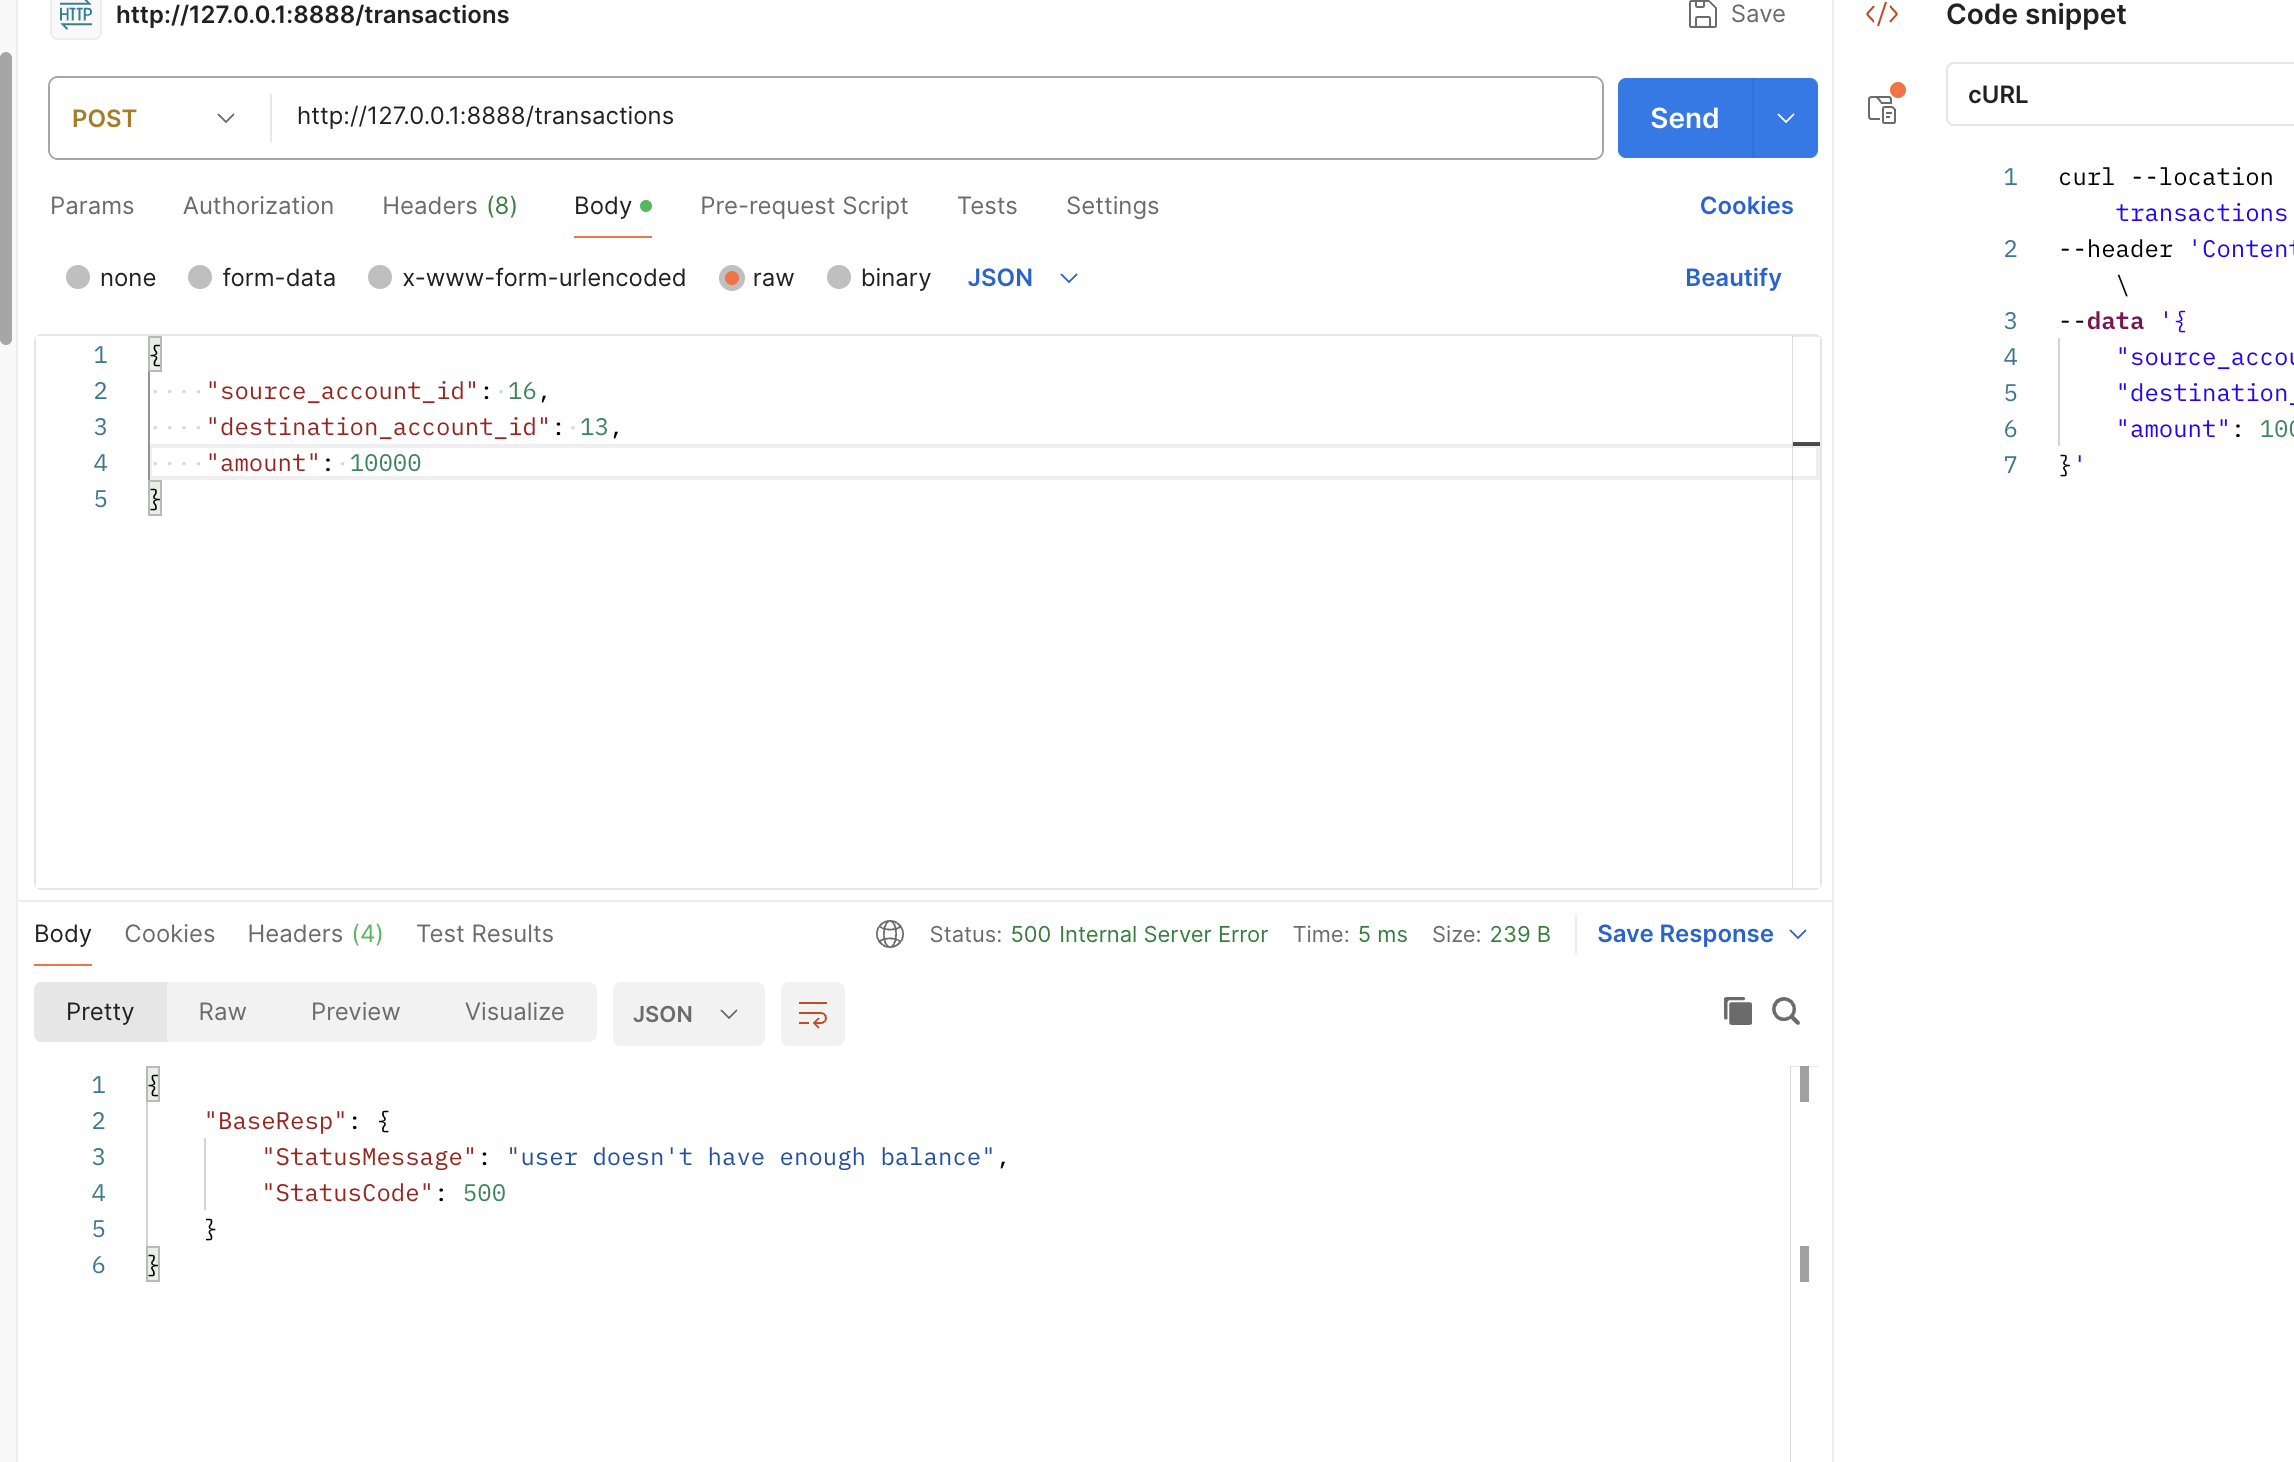 HTTP http://127.0.0.1:8888/transactions Save
POST http://127.0.0.1:8888/transactions Send
Params Authorization Headers (8) Body Pre-request Script Tests Settings Cookies
none form-data x-www-form-urlencoded raw binary JSON Beautify
1 {
2 "source_account_id": 16,
3 "destination_account_id": 13,
4 "amount": 10000
5 }
Body Cookies Headers (4) Test Results Status: 500 Internal Server Error Time: 5 ms Size: 239 B Save Response
Pretty Raw Preview Visualize JSON
1 {
2 "BaseResp": {
3 "StatusMessage": "user doesn't have enough balance",
4 "StatusCode": 500
5 }
6 }
</> Code snippet
cURL
1 curl --location
transactions
2 --header 'Content
\
3 --data '{
4 "source_accou
5 "destination_
6 "amount": 100
7 }'